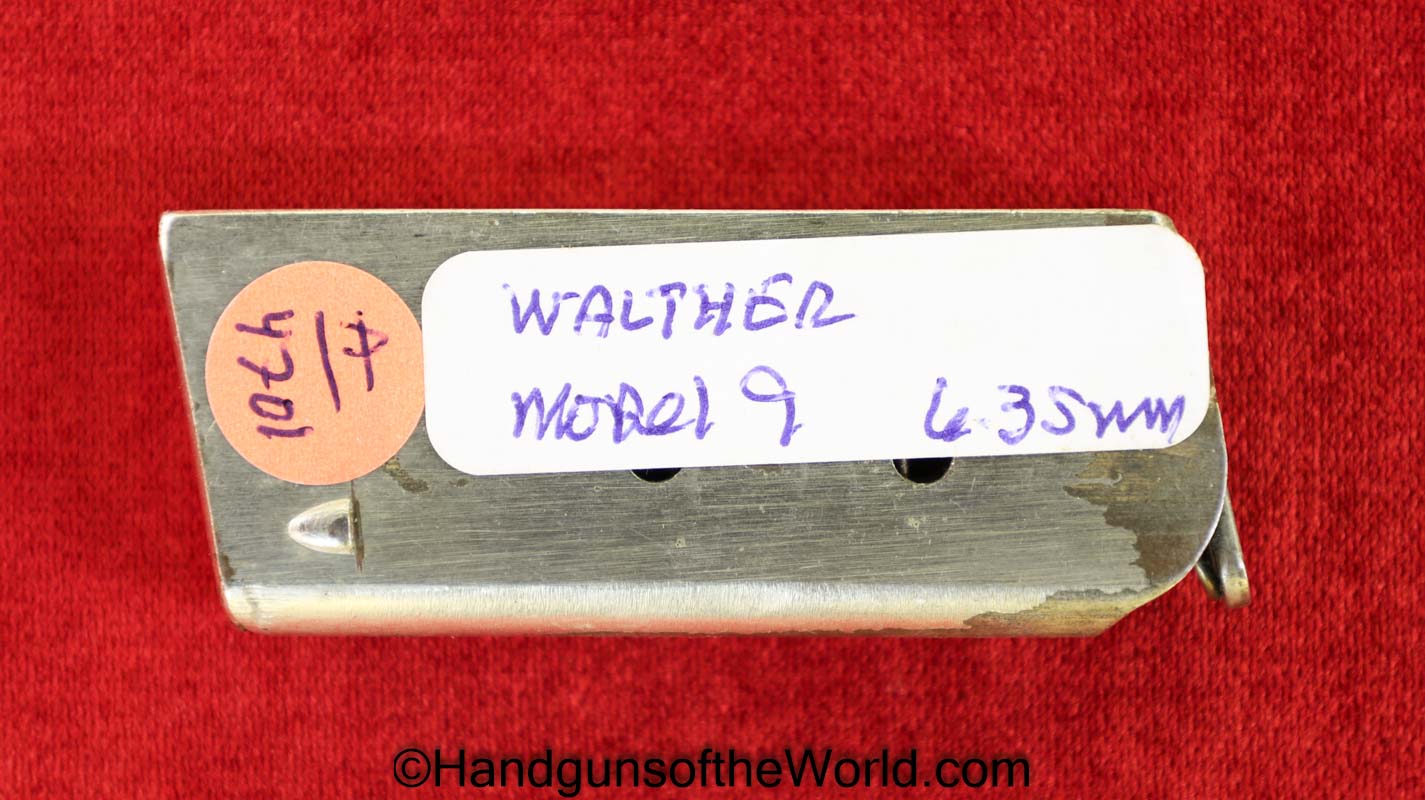 4701
WALTHER
MODEl 9 6.35mm
©HandgunsoftheWorld.com